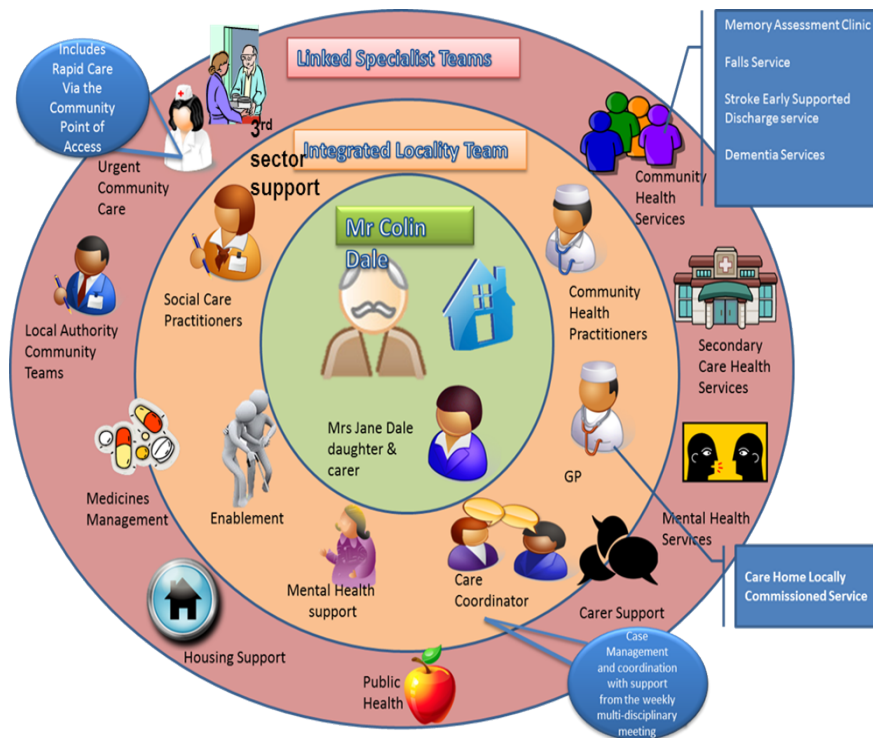 Includes
Rapid Care
Via the
Community
Point of
Access
Linked Specialist Teams
Memory Assessment Clinic
Falls Service
Stroke Early Supported
Discharge service
Dementia Services
3rd
sector
support
Integrated Locality Team
Urgent
Community
Care
Community
Health
Services
Mr Colin
Dale
Social Care
Practitioners
Community
Health
Practitioners
Local Authority
Community
Teams
Secondary
Care Health
Services
Mrs Jane Dale
daughter &
carer
GP
Medicines
Management
Enablement
Mental Health
Services
Mental Health
support
Care
Coordinator
Care Home Locally
Commissioned Service
Carer Support
Housing Support
Public
Health
Case
Management
and coordination
with support
from the weekly
multi-disciplinary
meeting